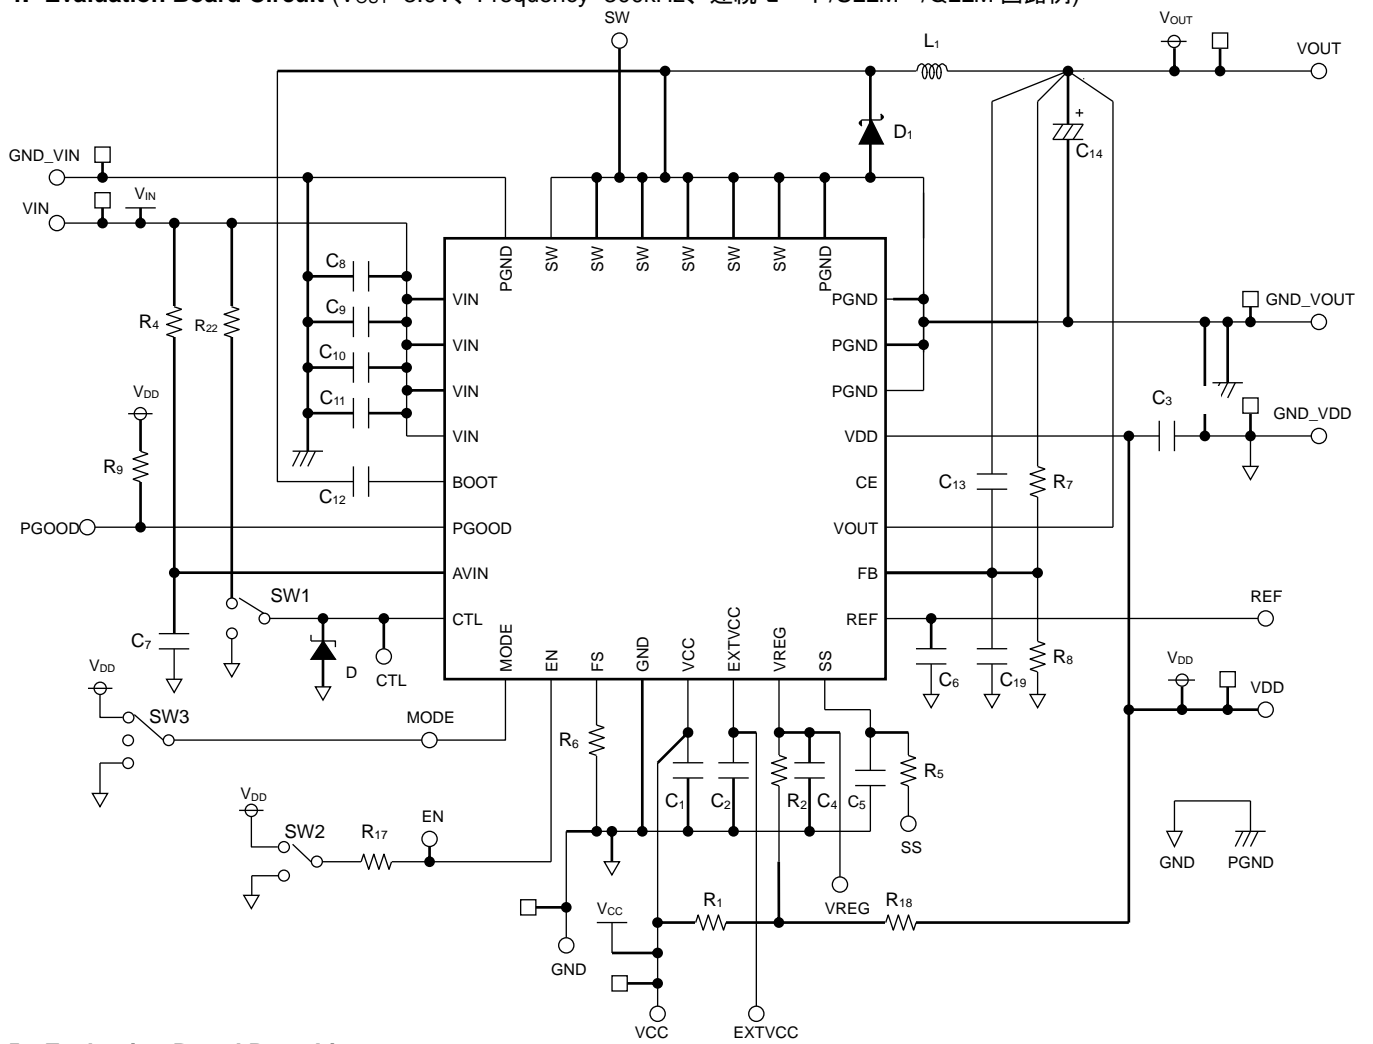 SW
L1
VOUT
VOUT
GND_VIN
VIN
VIN
D1
+
C14
PGND
SW
SW
SW
SW
SW
SW
PGND
C8
C9
C10
C11
C12
VIN
VIN
VIN
VIN
BOOT
PGOOD
AVIN
CTL
PGND
PGND
PGND
VDD
CE
VOUT
FB
REF
GND_VOUT
C3
GND_VDD
R4
R22
VDD
R9
PGOOD
C13
R7
SW1
C7
D
CTL
MODE
EN
FS
GND
VCC
EXTVCC
VREG
SS
REF
C6
C19
R8
VDD
VDD
VDD
SW3
MODE
R6
C1
C2
R2
C4
C5
R5
SS
VDD
SW2
R17
EN
GND
PGND
VREG
VCC
R1
R18
GND
VCC
EXTVCC